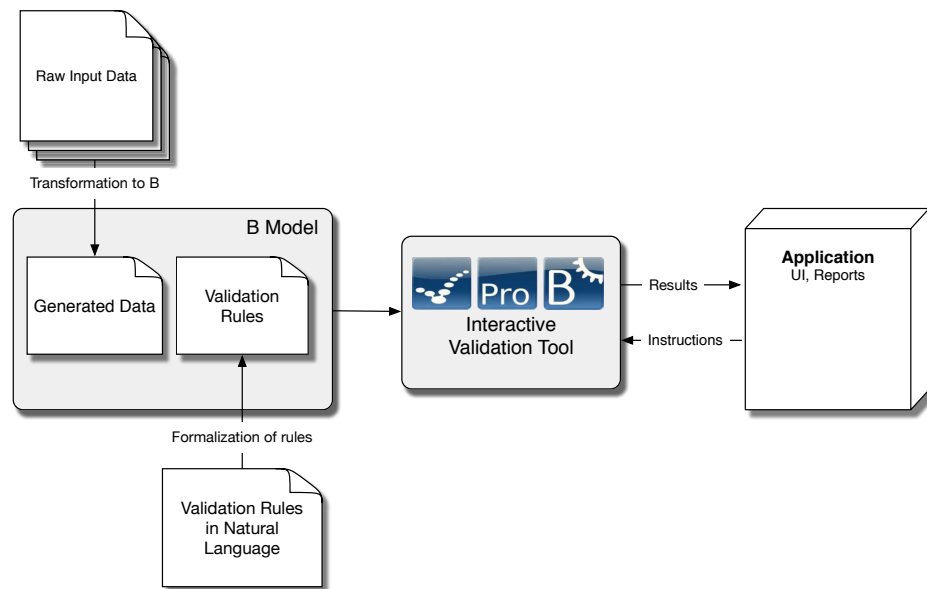 Raw Input Data
Transformation to B
B Model
Generated Data
Validation
Rules
Pro
B
Interactive
Validation Tool
Results
Instructions
Application
UI, Reports
Formalization of rules
Validation Rules
in Natural
Language